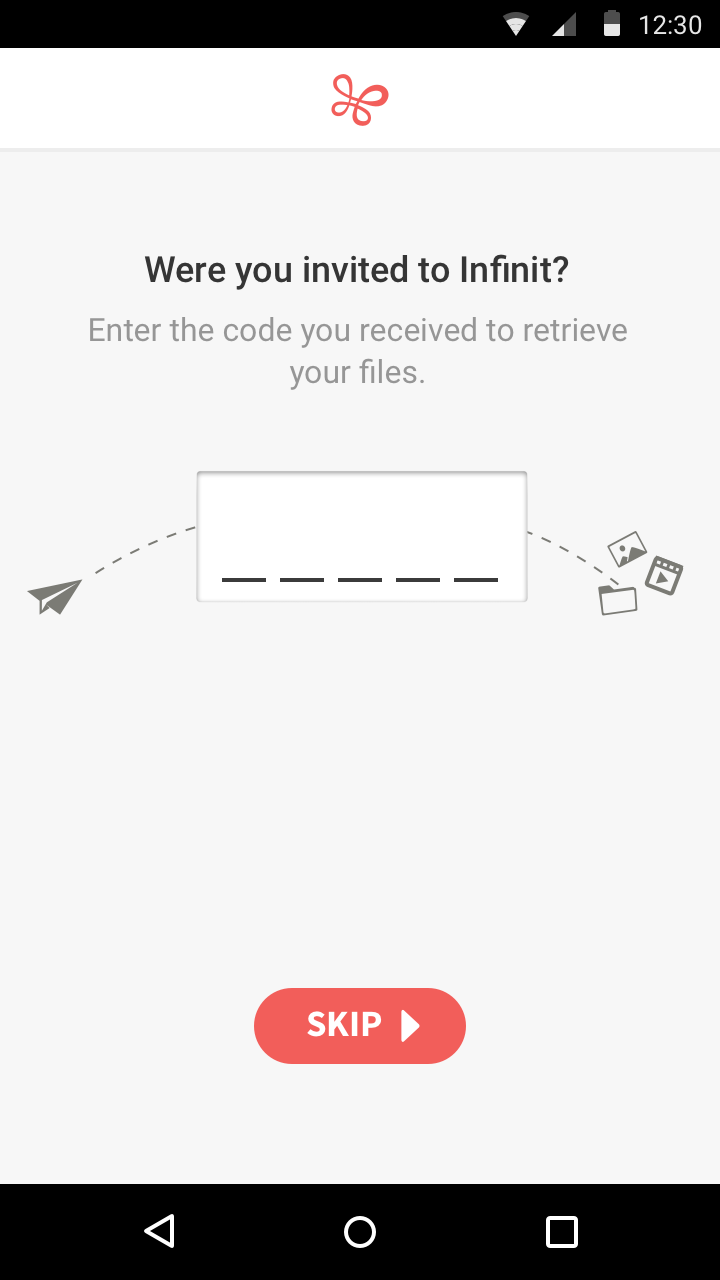 12:30
Were you invited to Infinit?
Enter the code you received to retrieve
your files.
SKIP